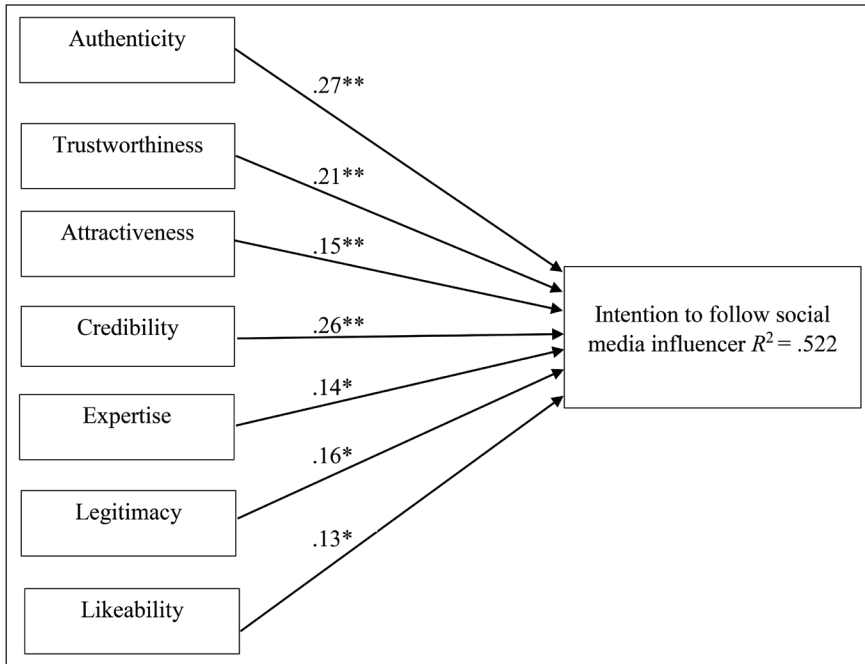 Authenticity
.27**
Trustworthiness
.21**
Attractiveness
.15**
Credibility
.26**
Expertise
.14*
Legitimacy
.16*
Likeability
.13*
Intention to follow social
media influencer R² = .522